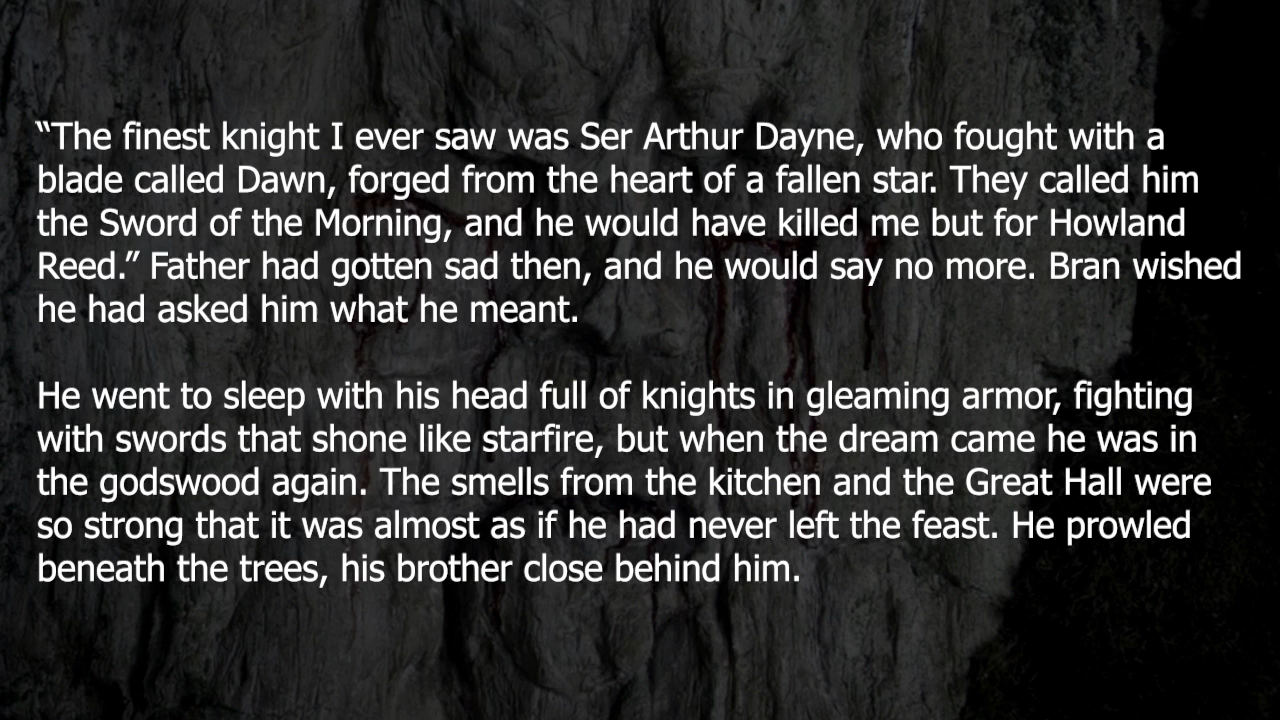 “The finest knight I ever saw was Ser Arthur Dayne, who fought with a
blade called Dawn, forged from the heart of a fallen star. They called him
the Sword of the Morning, and he would have killed me but for Howland
Reed.” Father had gotten sad then, and he would say no more. Bran wished
he had asked him what he meant.
He went to sleep with his head full of knights in gleaming armor, fighting
with swords that shone like starfire, but when the dream came he was in
the godswood again. The smells from the kitchen and the Great Hall were
so strong that it was almost as if he had never left the feast. He prowled
beneath the trees, his brother close behind him.